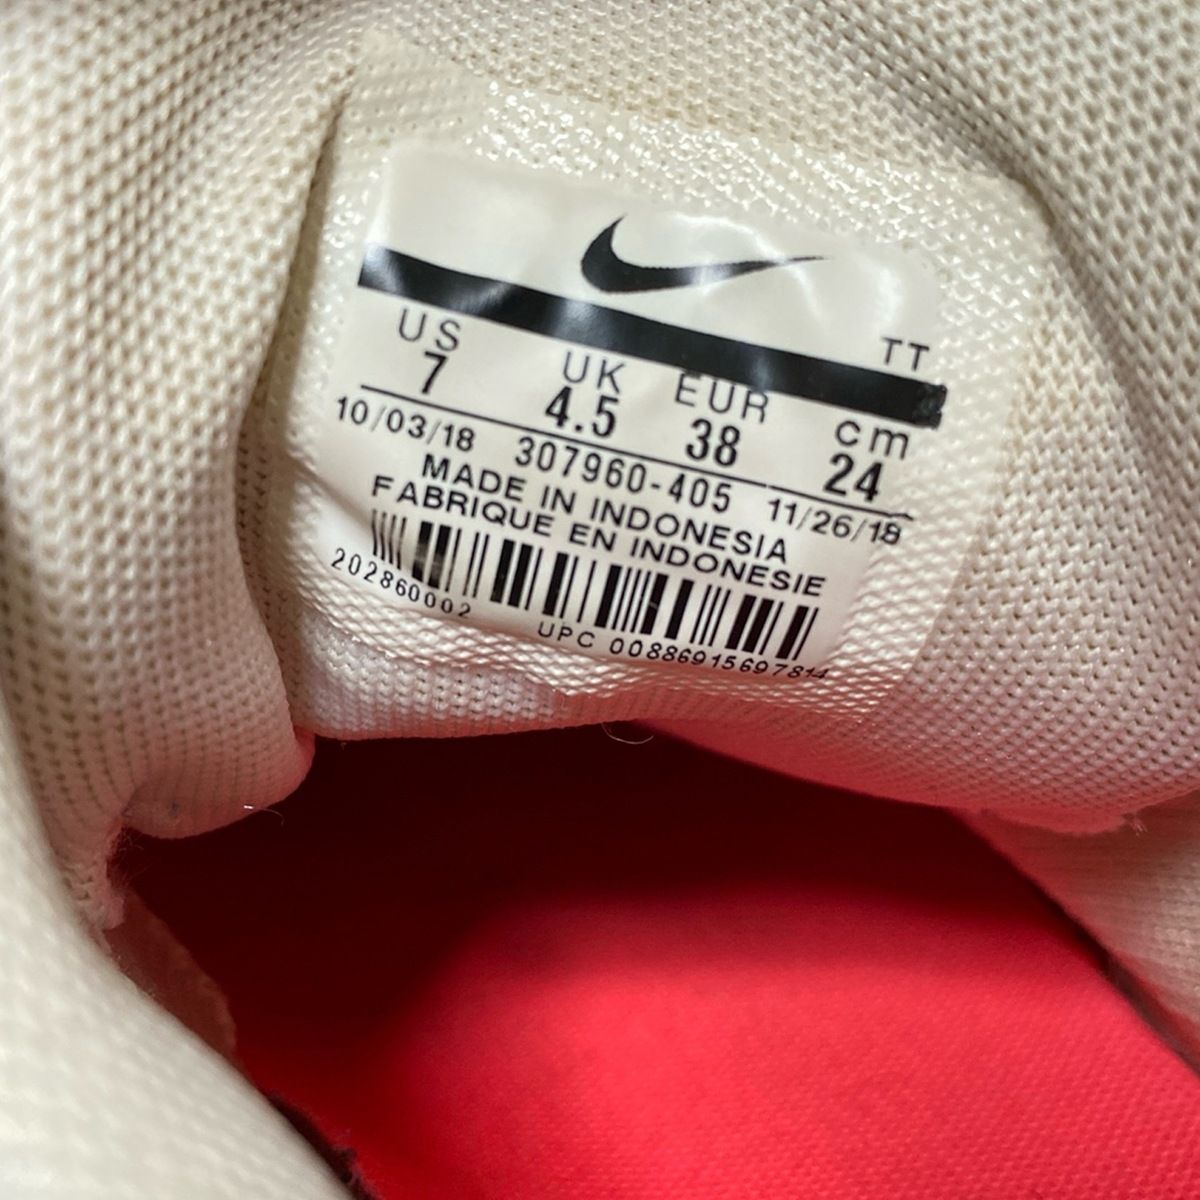 TT
US UK EUR cm
7 4.5 38 24
10/03/18 307960-405 11/26/18
MADE IN INDONESIA
FABRIQUE EN INDONESIE
202860002 UPC 00886915697814